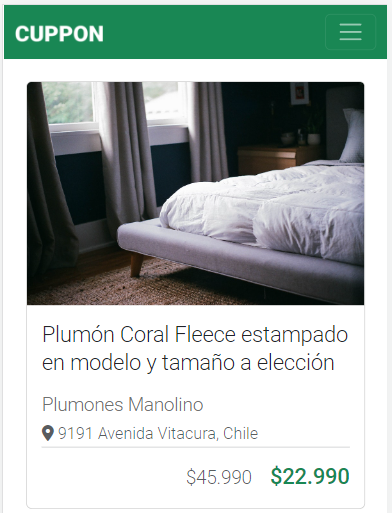 CUPPON
Plumón Coral Fleece estampado
en modelo y tamaño a elección
Plumones Manolino
9191 Avenida Vitacura, Chile
$45.990 $22.990